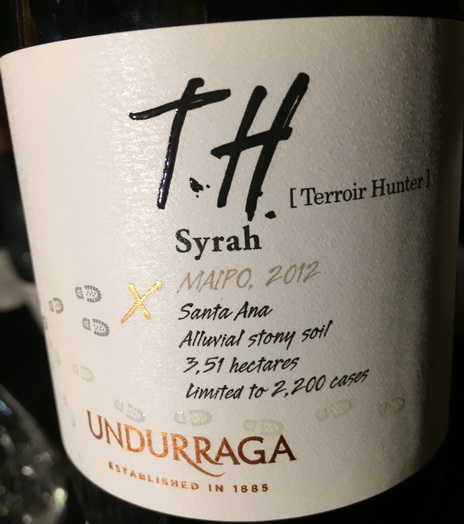 T.H.
[ Terroir Hunter ]
Syrah
MAIPO, 2012
X
Santa Ana
Alluvial stony soil
3,51 hectares
Limited to 2,200 cases
UNDURRAGA
ESTABLISHED IN 1885